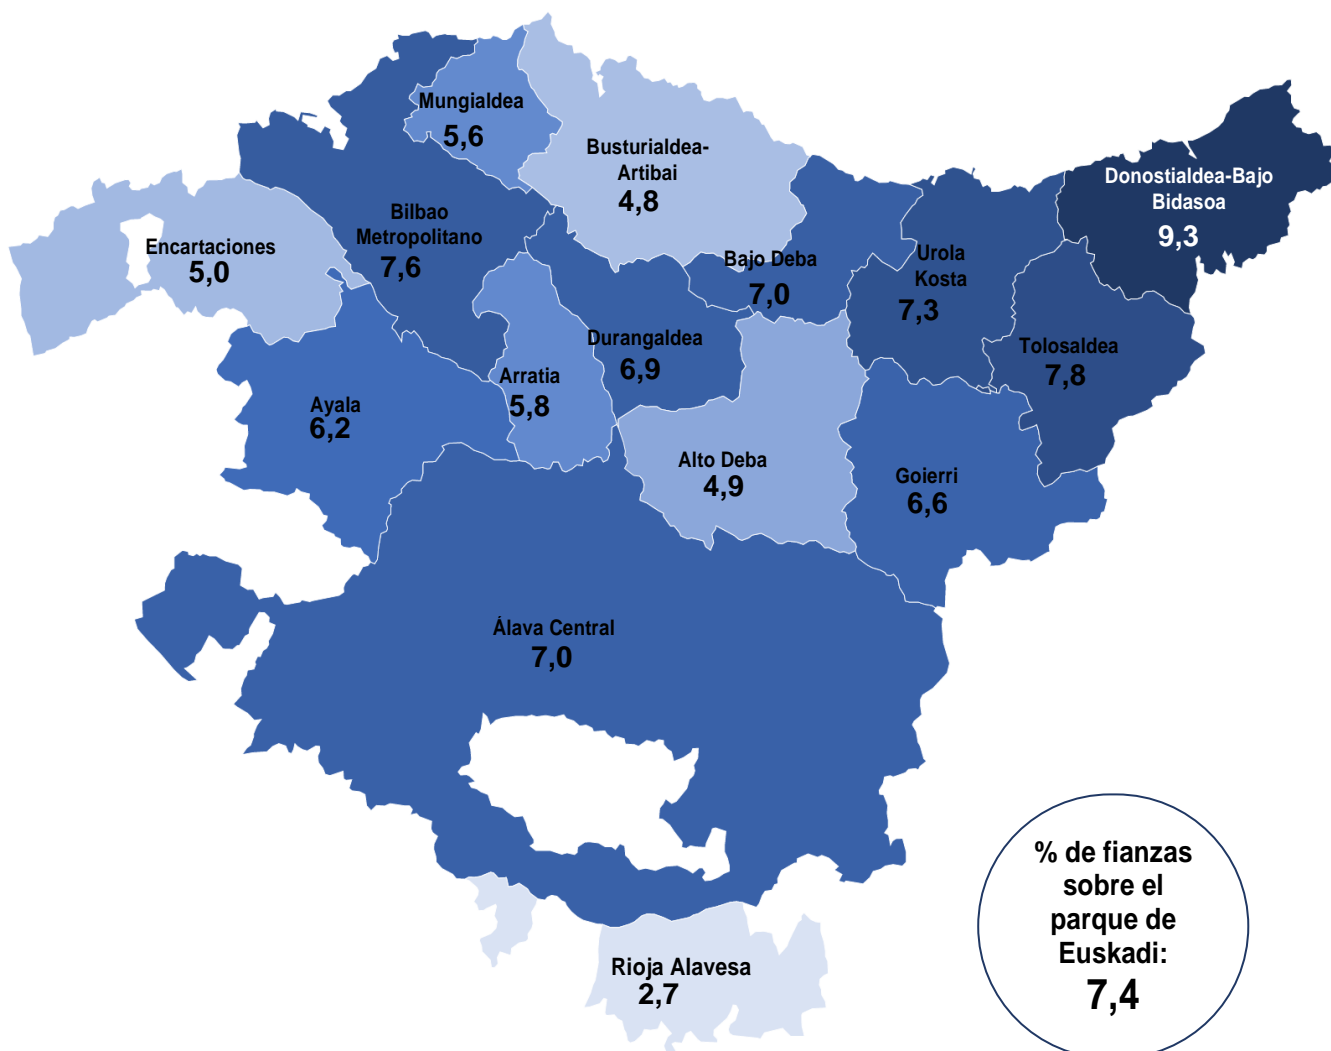 Mungialdea
5,6
Busturialdea-
Artibai
4,8
Donostialdea-Bajo
Bidasoa
9,3
Bilbao
Metropolitano
7,6
Encartaciones
5,0
Bajo Deba
7,0
Urola
Kosta
7,3
Durangaldea
6,9
Tolosaldea
7,8
Arratia
5,8
Ayala
6,2
Alto Deba
4,9
Goierri
6,6
Álava Central
7,0
% de fianzas
sobre el
parque de
Euskadi:
7,4
Rioja Alavesa
2,7